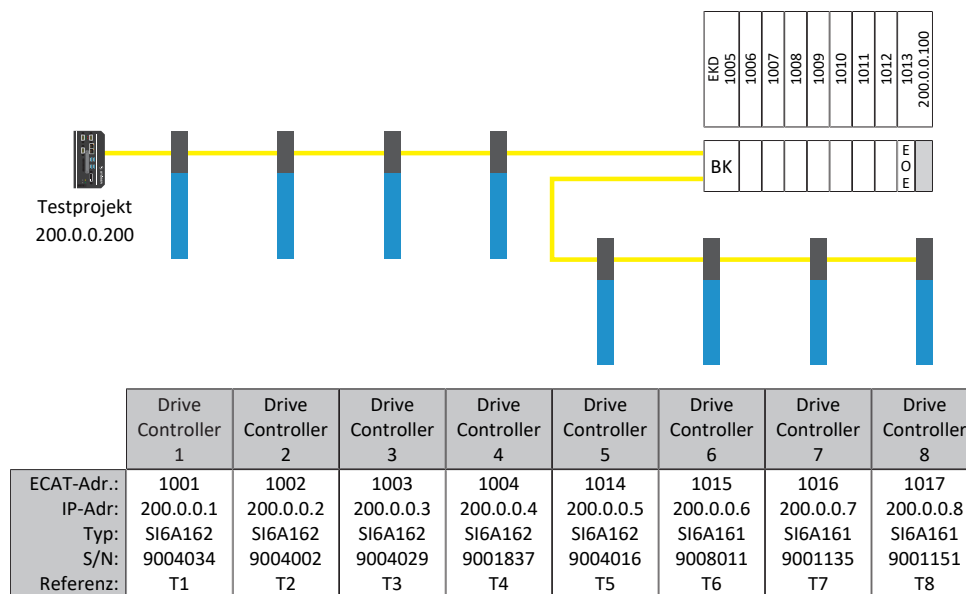 EKD
1005
1006
1007
1008
1009
1010
1011
1012
1013
200.0.0.100
BK
E
O
E
Testprojekt
200.0.0.200
Drive Controller 1 Drive Controller 2 Drive Controller 3 Drive Controller 4 Drive Controller 5 Drive Controller 6 Drive Controller 7 Drive Controller 8
ECAT-Adr.: 1001 1002 1003 1004 1014 1015 1016 1017
IP-Adr: 200.0.0.1 200.0.0.2 200.0.0.3 200.0.0.4 200.0.0.5 200.0.0.6 200.0.0.7 200.0.0.8
Typ: SI6A162 SI6A162 SI6A162 SI6A162 SI6A162 SI6A161 SI6A161 SI6A161
S/N: 9004034 9004002 9004029 9001837 9004016 9008011 9001135 9001151
Referenz: T1 T2 T3 T4 T5 T6 T7 T8